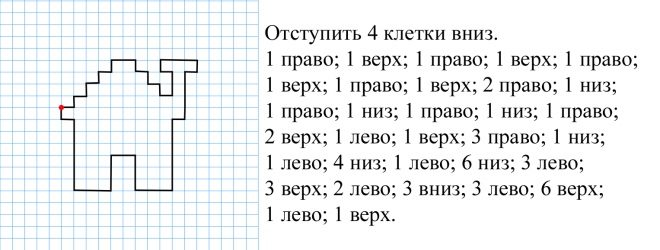 Отступить 4 клетки вниз.
1 право; 1 верх; 1 право; 1 верх; 1 право;
1 верх; 1 право; 1 верх; 2 право; 1 низ;
1 право; 1 низ; 1 право; 1 низ; 1 право;
2 верх; 1 лево; 1 верх; 3 право; 1 низ;
1 лево; 4 низ; 1 лево; 6 низ; 3 лево;
3 верх; 2 лево; 3 вниз; 3 лево; 6 верх;
1 лево; 1 верх.